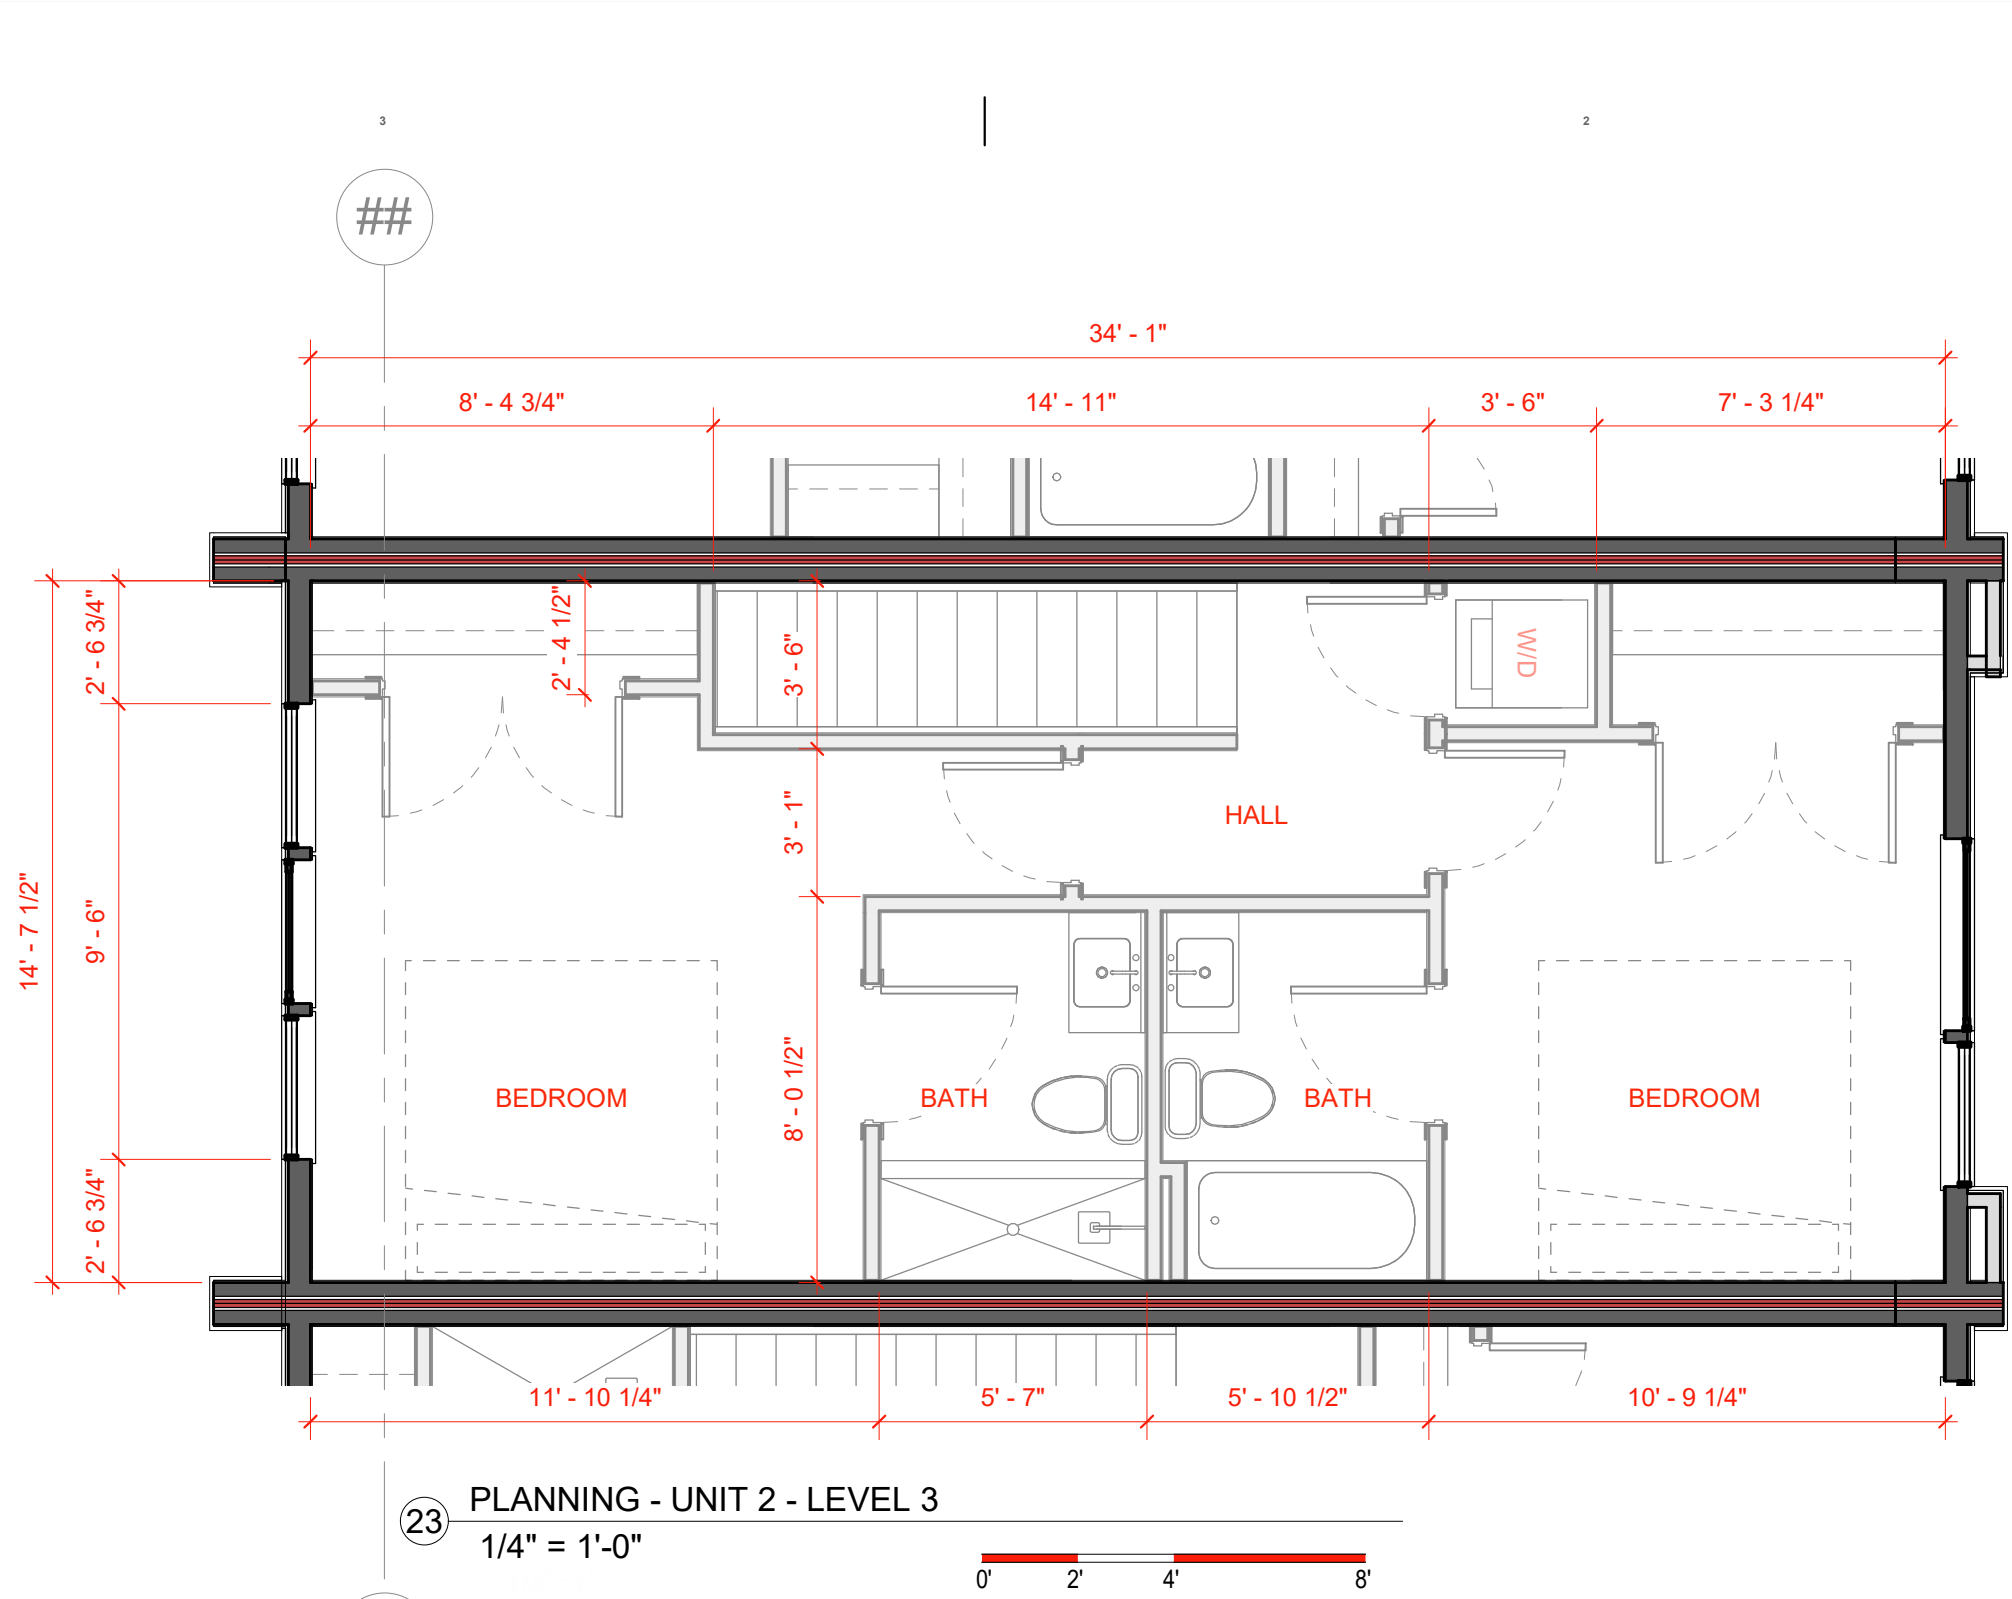 3
2
##
34' - 1"
8' - 4 3/4"
14' - 11"
3' - 6"
7' - 3 1/4"
2' - 6 3/4"
2' - 4 1/2"
3' - 6"
W/D
3' - 1"
HALL
14' - 7 1/2"
9' - 6"
8' - 0 1/2"
BEDROOM
BATH
BATH
BEDROOM
2' - 6 3/4"
11' - 10 1/4"
5' - 7"
5' - 10 1/2"
10' - 9 1/4"
23
PLANNING - UNIT 2 - LEVEL 3
1/4" = 1'-0"
0' 2' 4' 8'